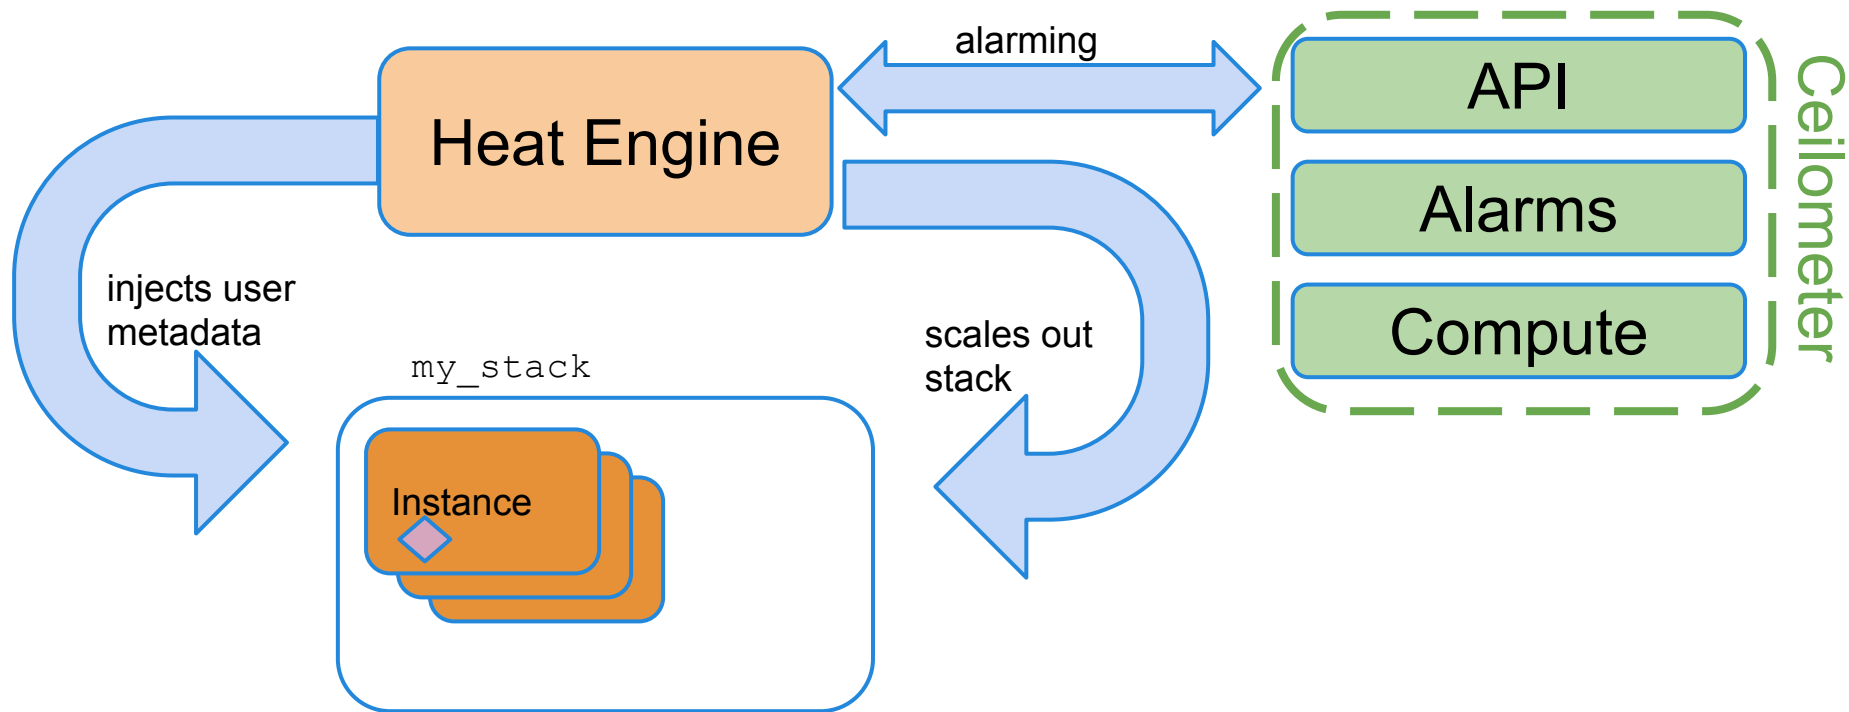 alarming
Heat Engine
API
Alarms
Compute
Ceilometer
injects user
metadata
scales out
stack
my_stack
Instance